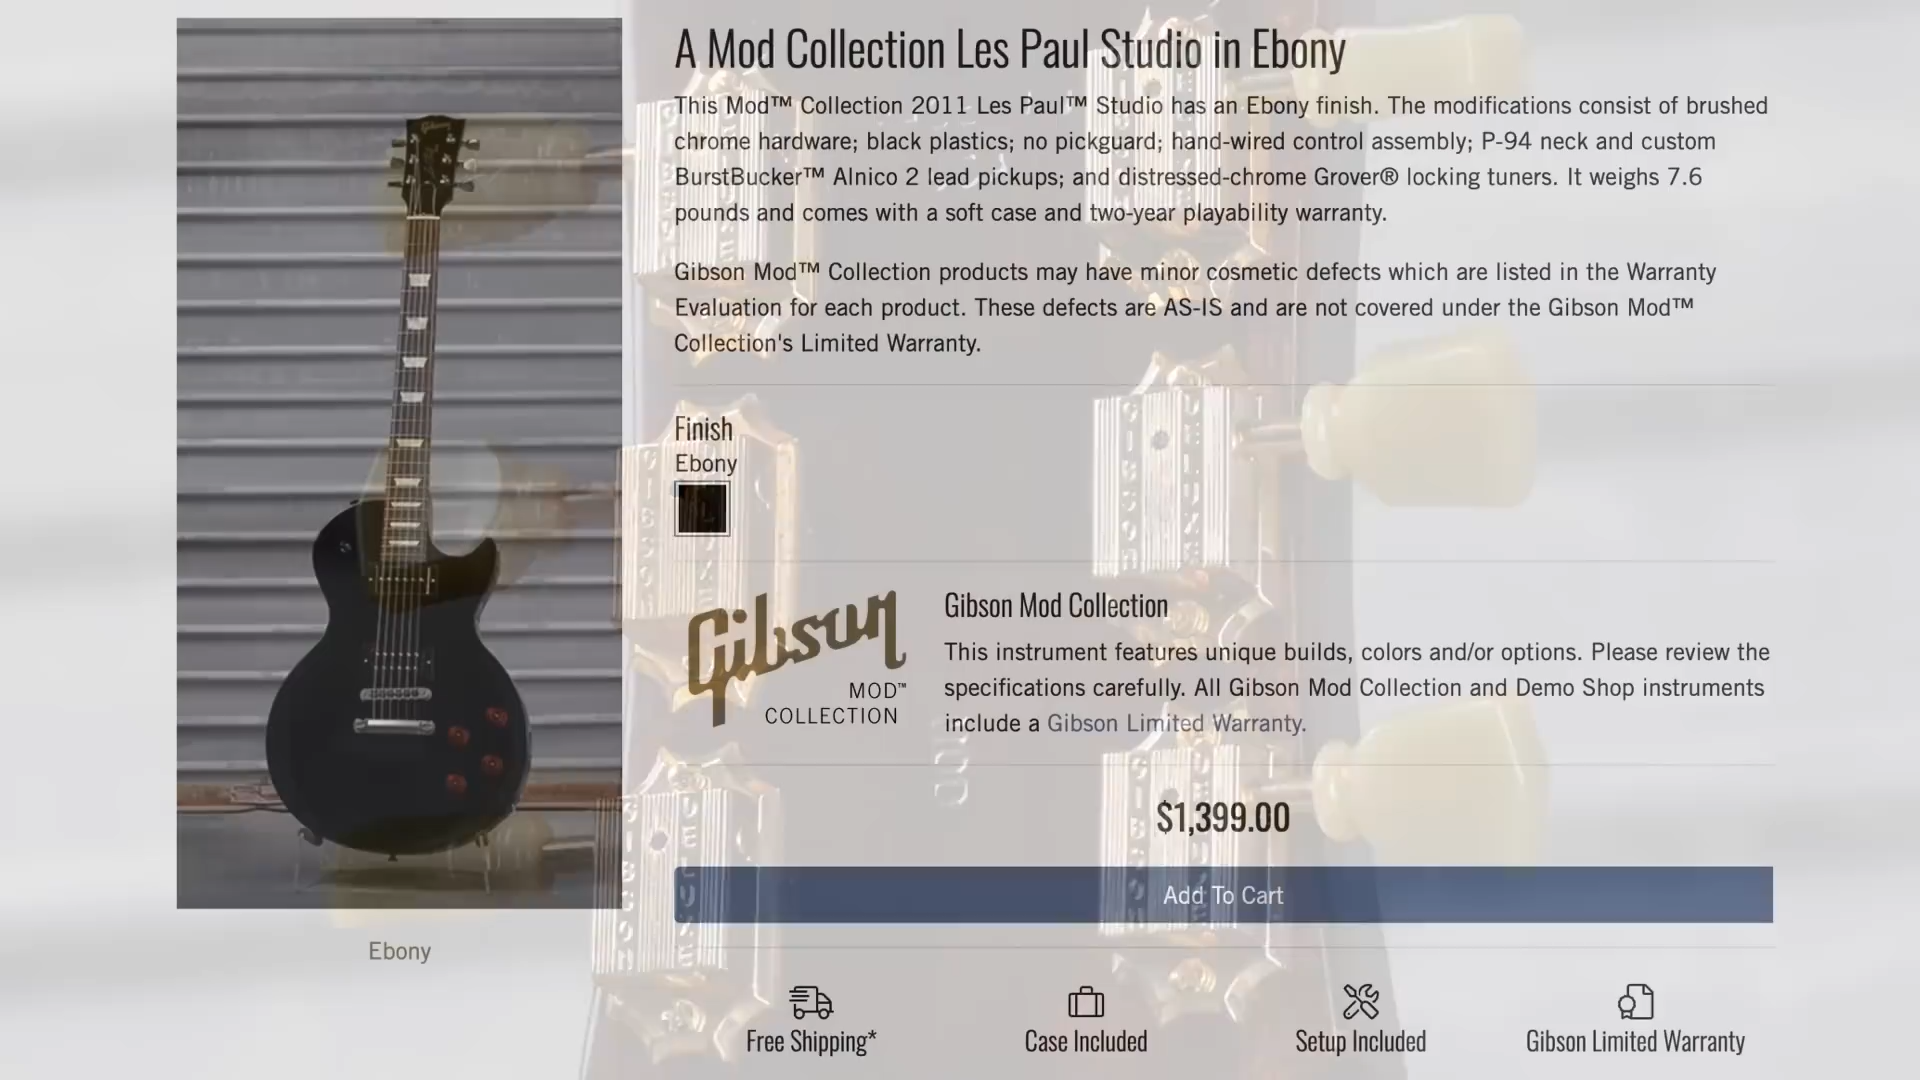 A Mod Collection Les Paul Studio in Ebony
This Mod™ Collection 2011 Les Paul™ Studio has an Ebony finish. The modifications consist of brushed
chrome hardware; black plastics; no pickguard; hand-wired control assembly; P-94 neck and custom
BurstBucker™ Alnico 2 lead pickups; and distressed-chrome Grover® locking tuners. It weighs 7.6
pounds and comes with a soft case and two-year playability warranty.
Gibson Mod™ Collection products may have minor cosmetic defects which are listed in the Warranty
Evaluation for each product. These defects are AS-IS and are not covered under the Gibson Mod™
Collection's Limited Warranty.
Finish
Ebony
Gibson
MOD™
COLLECTION
Gibson Mod Collection
This instrument features unique builds, colors and/or options. Please review the
specifications carefully. All Gibson Mod Collection and Demo Shop instruments
include a Gibson Limited Warranty.
$1,399.00
Add To Cart
Ebony
Free Shipping*
Case Included
Setup Included
Gibson Limited Warranty